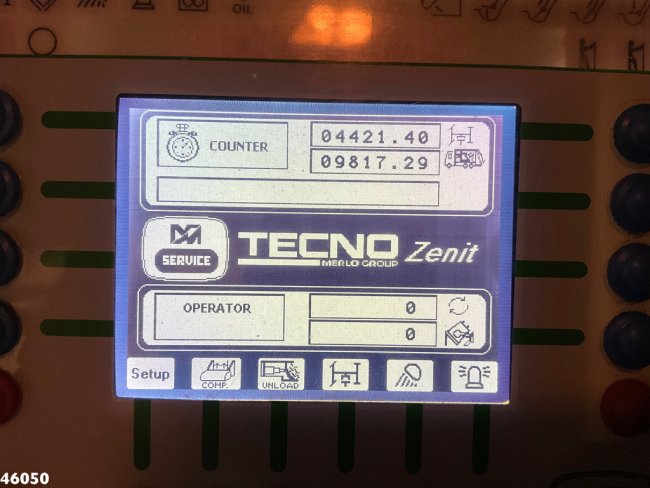 OIL
COUNTER
04421.40
09817.29
SERVICE
TECNO Zenit
MERLO GROUP
OPERATOR
0
0
Setup
COMP.
UNLOAD
46050